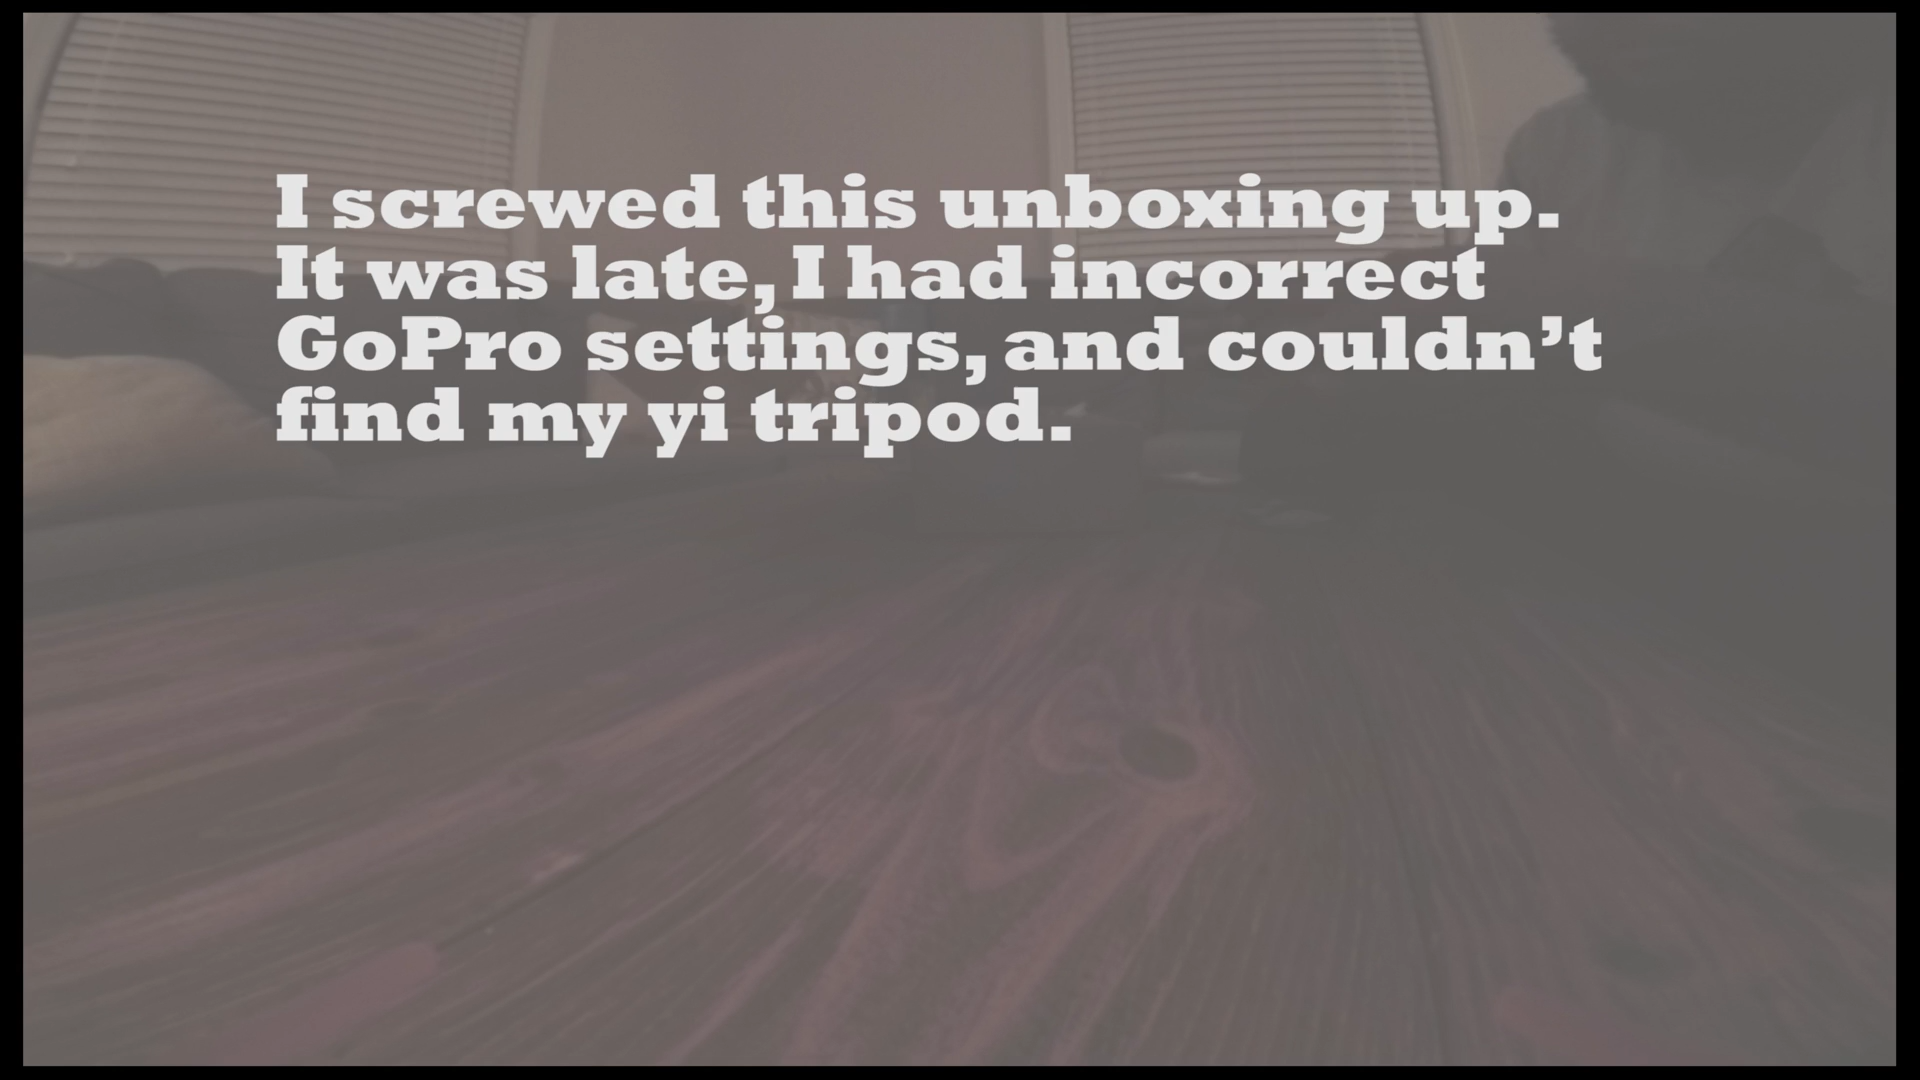 I screwed this unboxing up.
It was late, I had incorrect
GoPro settings, and couldn’t
find my yi tripod.